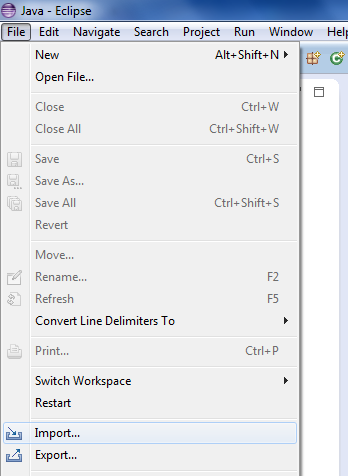 Java - Eclipse
File Edit Navigate Search Project Run Window Help
New Alt+Shift+N
Open File...
Close Ctrl+W
Close All Ctrl+Shift+W
Save Ctrl+S
Save As...
Save All Ctrl+Shift+S
Revert
Move...
Rename... F2
Refresh F5
Convert Line Delimiters To
Print... Ctrl+P
Switch Workspace
Restart
Import...
Export...